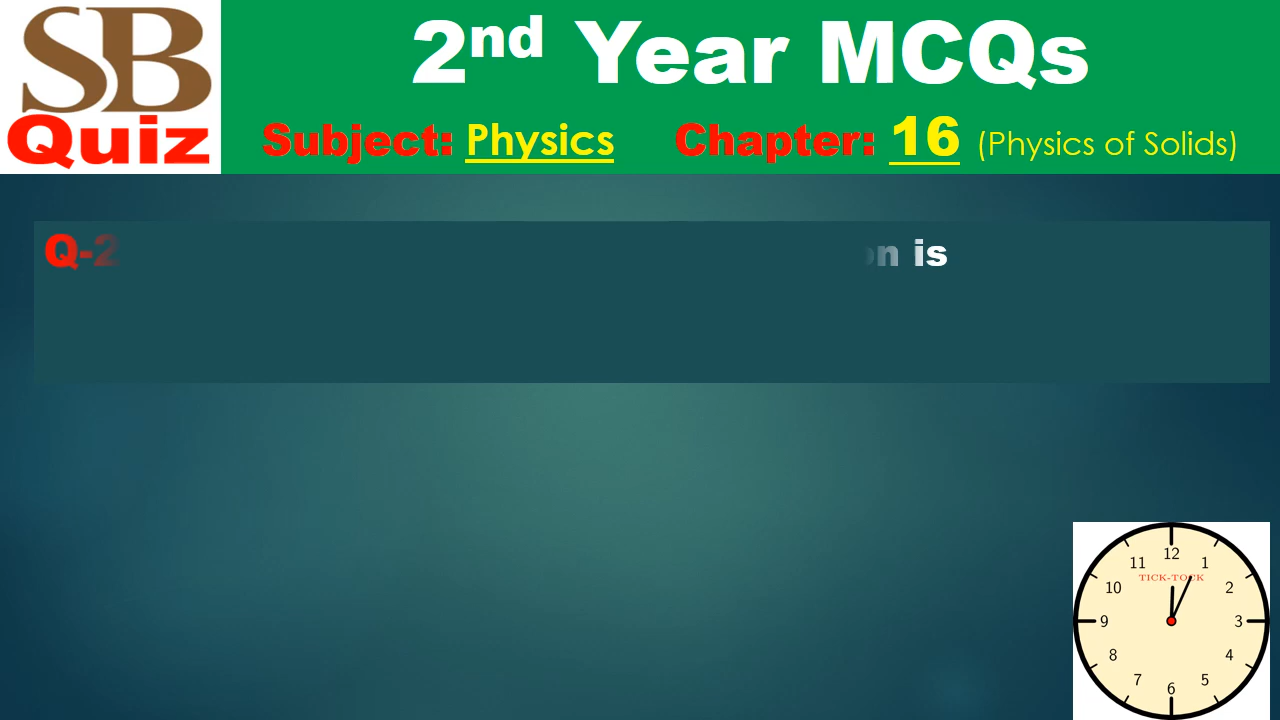 SB
Quiz
2nd Year MCQs
Subject: Physics Chapter: 16 (Physics of Solids)
Q-2 is
12
11 1
TICK-TOCK
10 2
9 3
8 4
7 5
6